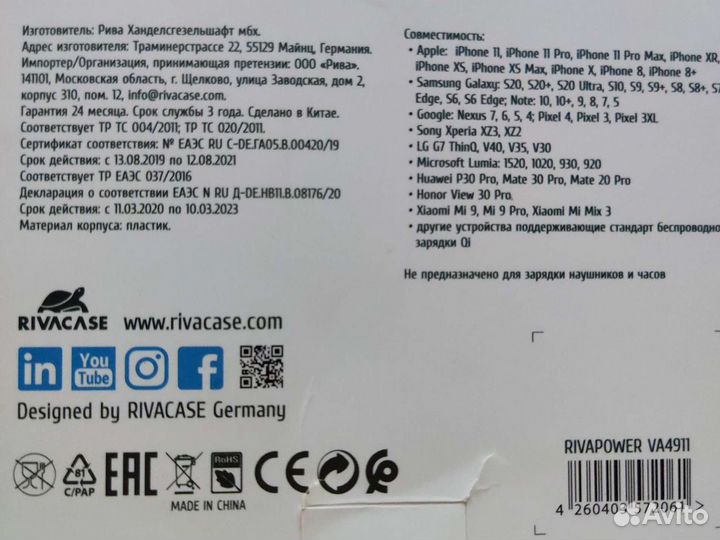 Изготовитель: Рива Ханделсгезельшафт мбх.
Адрес изготовителя: Траминерстрассе 22, 55129 Майнц, Германия.
Импортер/Организация, принимающая претензии: ООО «Рива».
141101, Московская область, г. Щелково, улица Заводская, дом 2,
корпус 310, пом. 12, info@rivacase.com.
Гарантия 24 месяца. Срок службы 3 года. Сделано в Китае.
Соответствует ТР ТС 004/2011; ТР ТС 020/2011.
Сертификат соответствия: № ЕАЭС RU C-DE.ГА05.В.00420/19
Срок действия: с 13.08.2019 по 12.08.2021
Соответствует ТР ЕАЭС 037/2016
Декларация о соответствии ЕАЭС N RU Д-DE.НВ11.В.08176/20
Срок действия: с 11.03.2020 по 10.03.2023
Материал корпуса: пластик.
Совместимость:
• Apple: iPhone 11, iPhone 11 Pro, iPhone 11 Pro Max, iPhone XR,
iPhone XS, iPhone XS Max, iPhone X, iPhone 8, iPhone 8+
• Samsung Galaxy: S20, S20+, S20 Ultra, S10, S9, S9+, S8, S8+, S7
Edge, S6, S6 Edge; Note: 10, 10+, 9, 8, 7, 5
• Google: Nexus 7, 6, 5, 4; Pixel 4, Pixel 3, Pixel 3XL
• Sony Xperia XZ3, XZ2
• LG G7 ThinQ, V40, V35, V30
• Microsoft Lumia: 1520, 1020, 930, 920
• Huawei P30 Pro, Mate 30 Pro, Mate 20 Pro
• Honor View 30 Pro.
• Xiaomi Mi 9, Mi 9 Pro, Xiaomi Mi Mix 3
• другие устройства поддерживающие стандарт беспроводно
зарядки Qi
Не предназначено для зарядки наушников и часов
RIVACASE www.rivacase.com
in You Tube f
Designed by RIVACASE Germany
81
C/PAP
EAC
RoHS
CE
MADE IN CHINA
RIVAPOWER VA4911
4 260403 572061 >
Avito